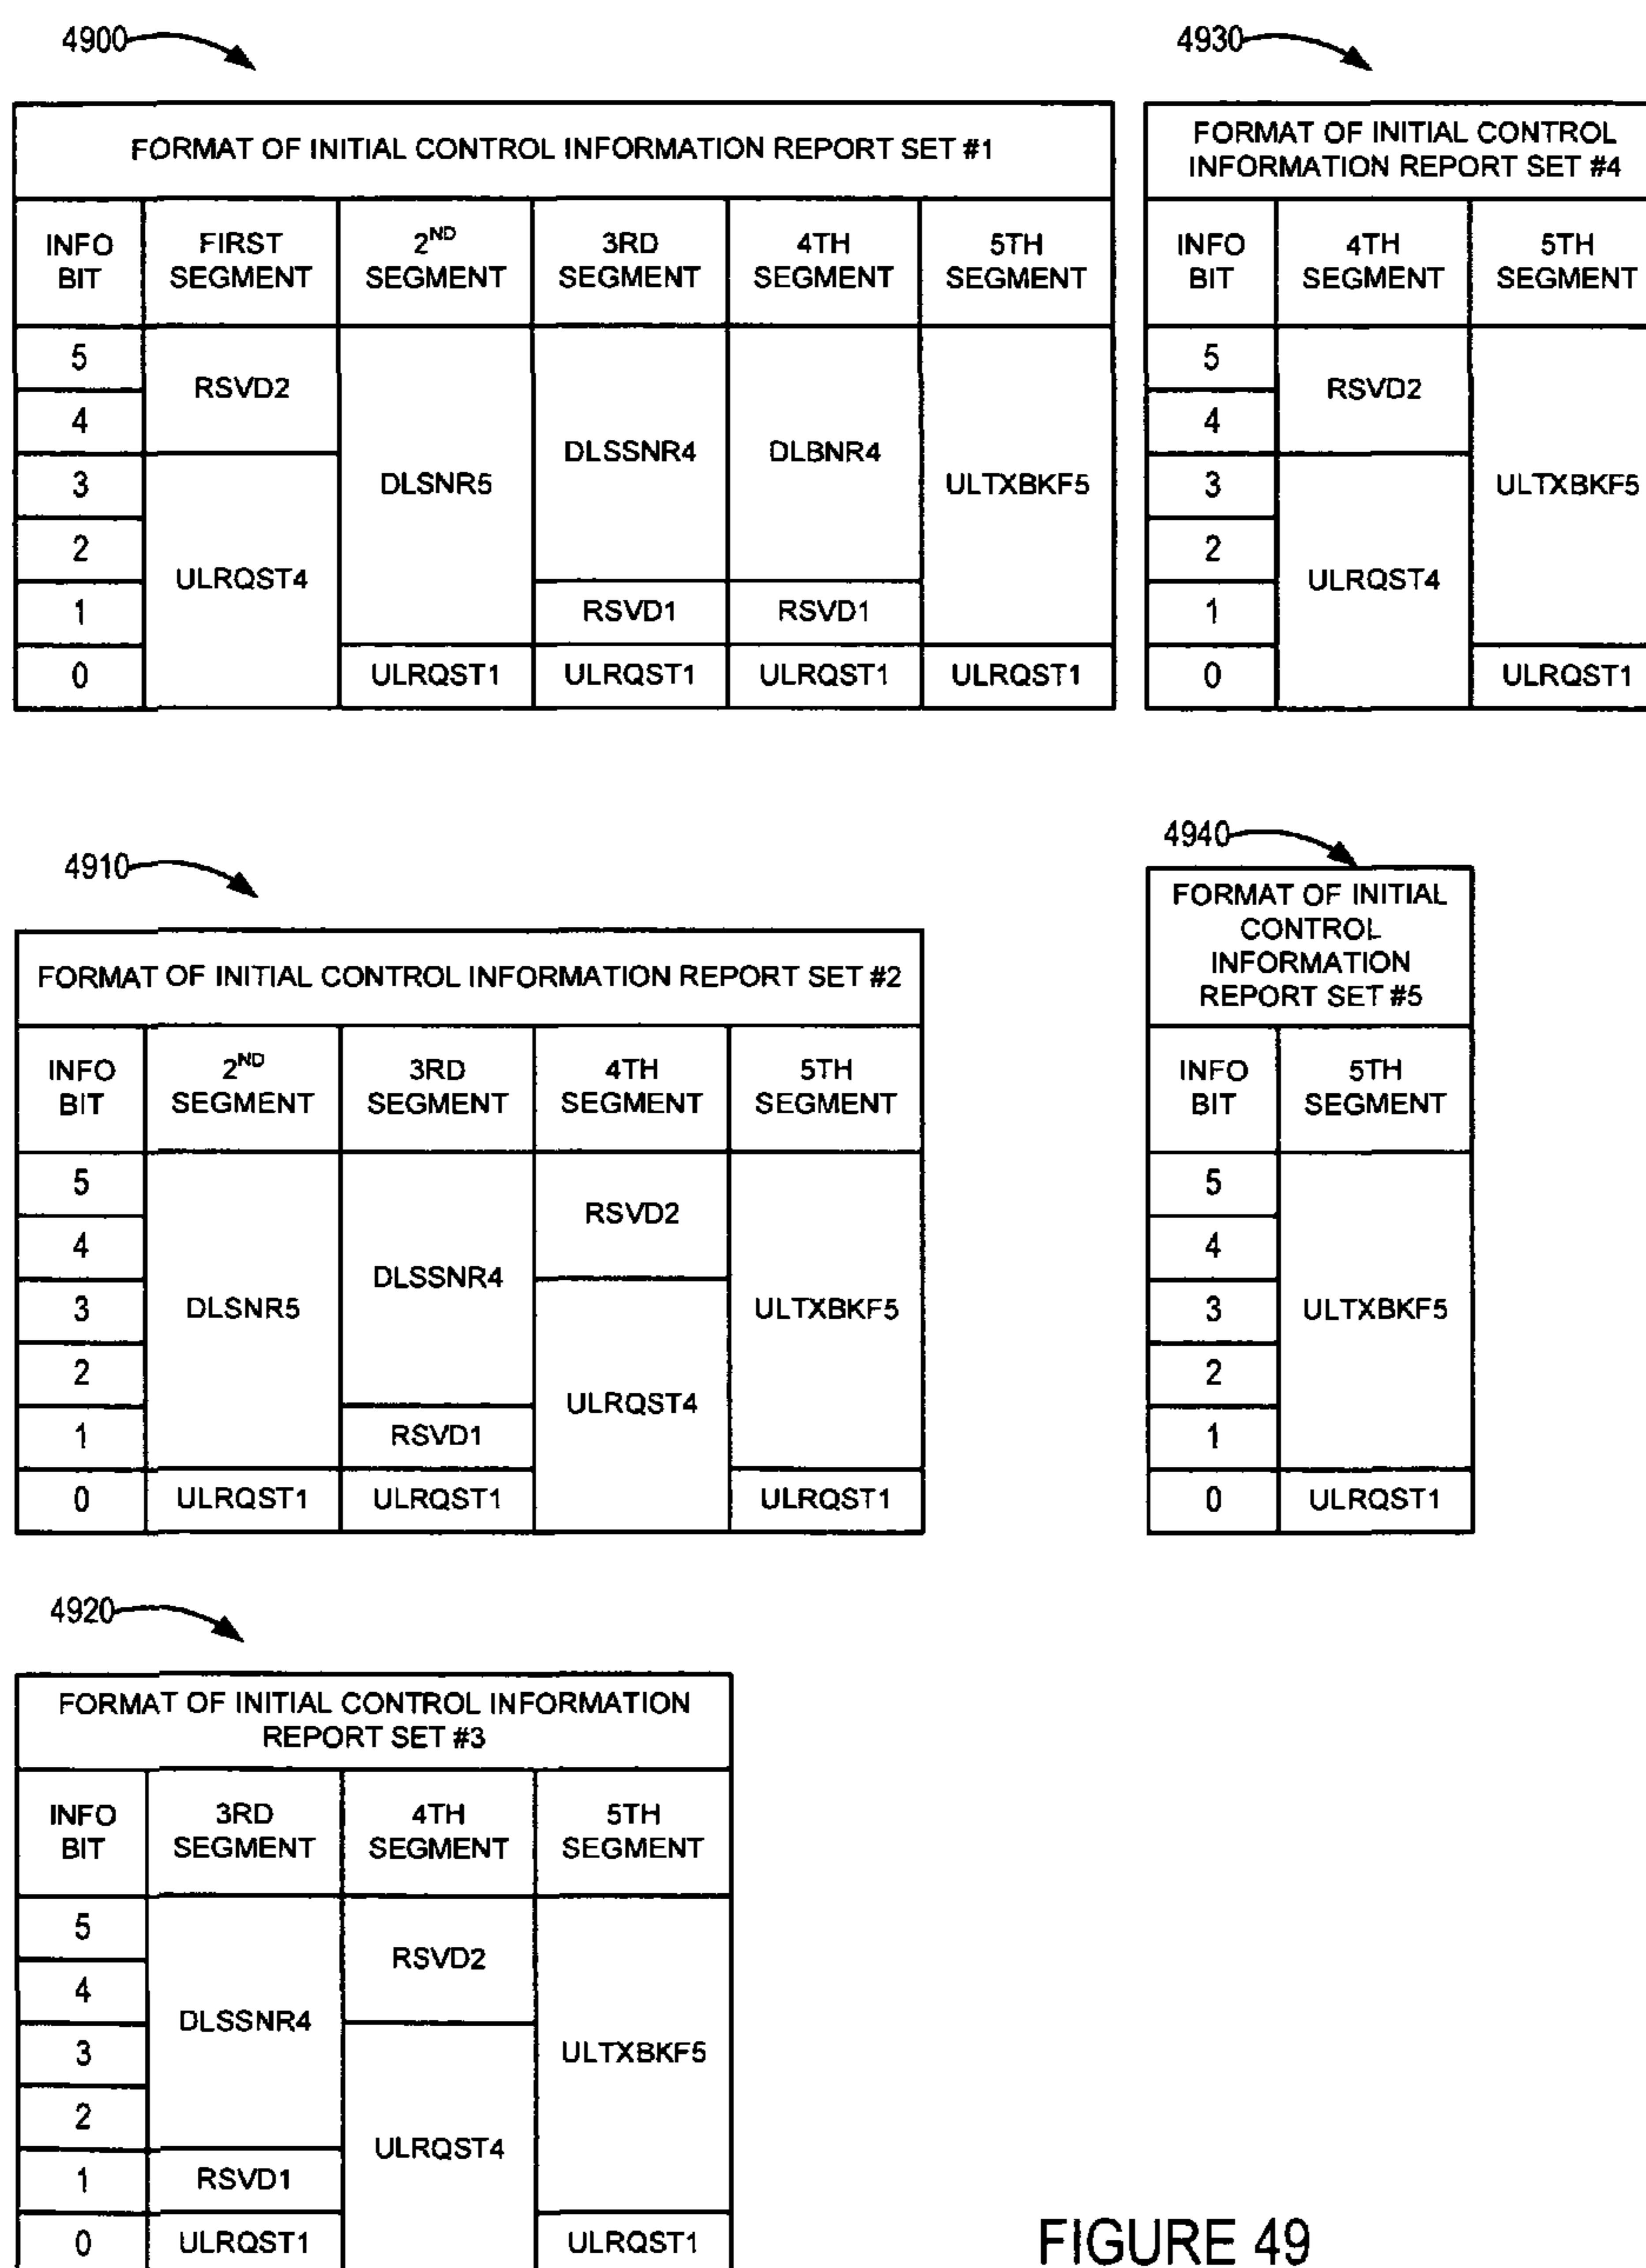 4900
FORMAT OF INITIAL CONTROL INFORMATION REPORT SET #1
INFO BIT FIRST SEGMENT 2ND SEGMENT 3RD SEGMENT 4TH SEGMENT 5TH SEGMENT
5 RSVD2 DLSNR5 DLSSNR4 DLBNR4 ULTXBKF5
4
3 ULRQST4
2
1 RSVD1 RSVD1
0 ULRQST1 ULRQST1 ULRQST1 ULRQST1
4930
FORMAT OF INITIAL CONTROL
INFORMATION REPORT SET #4
INFO BIT 4TH SEGMENT 5TH SEGMENT
5 RSVD2 ULTXBKF5
4
3 ULRQST4
2
1
0 ULRQST1
4910
FORMAT OF INITIAL CONTROL INFORMATION REPORT SET #2
INFO BIT 2ND SEGMENT 3RD SEGMENT 4TH SEGMENT 5TH SEGMENT
5 DLSNR5 DLSSNR4 RSVD2 ULTXBKF5
4
3 ULRQST4
2
1 RSVD1
0 ULRQST1 ULRQST1 ULRQST1
4940
FORMAT OF INITIAL
CONTROL
INFORMATION
REPORT SET #5
INFO BIT 5TH SEGMENT
5 ULTXBKF5
4
3
2
1
0 ULRQST1
4920
FORMAT OF INITIAL CONTROL INFORMATION
REPORT SET #3
INFO BIT 3RD SEGMENT 4TH SEGMENT 5TH SEGMENT
5 DLSSNR4 RSVD2 ULTXBKF5
4
3 ULRQST4
2
1 RSVD1
0 ULRQST1 ULRQST1
FIGURE 49